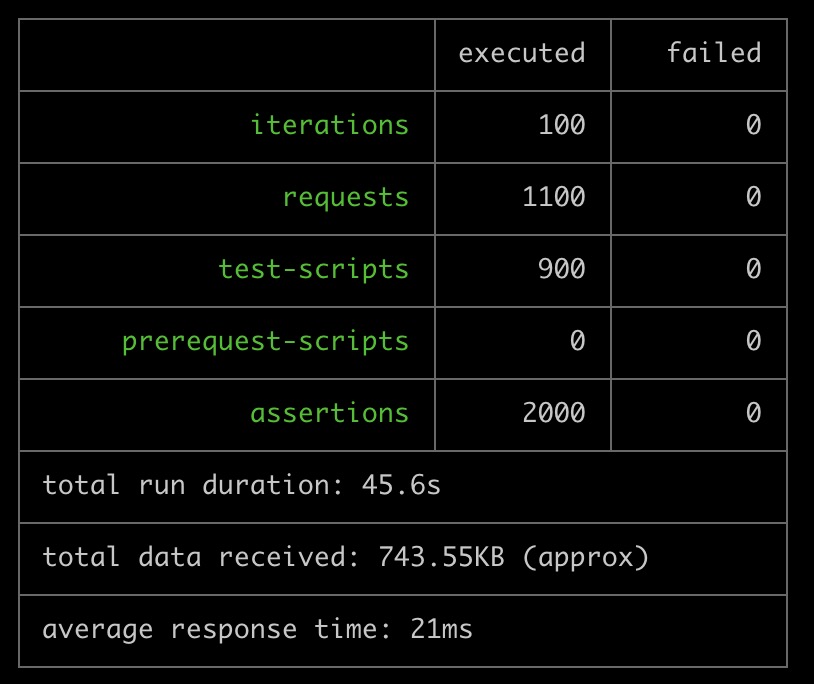 executed failed
iterations 100 0
requests 1100 0
test-scripts 900 0
prerequest-scripts 0 0
assertions 2000 0
total run duration: 45.6s
total data received: 743.55KB (approx)
average response time: 21ms